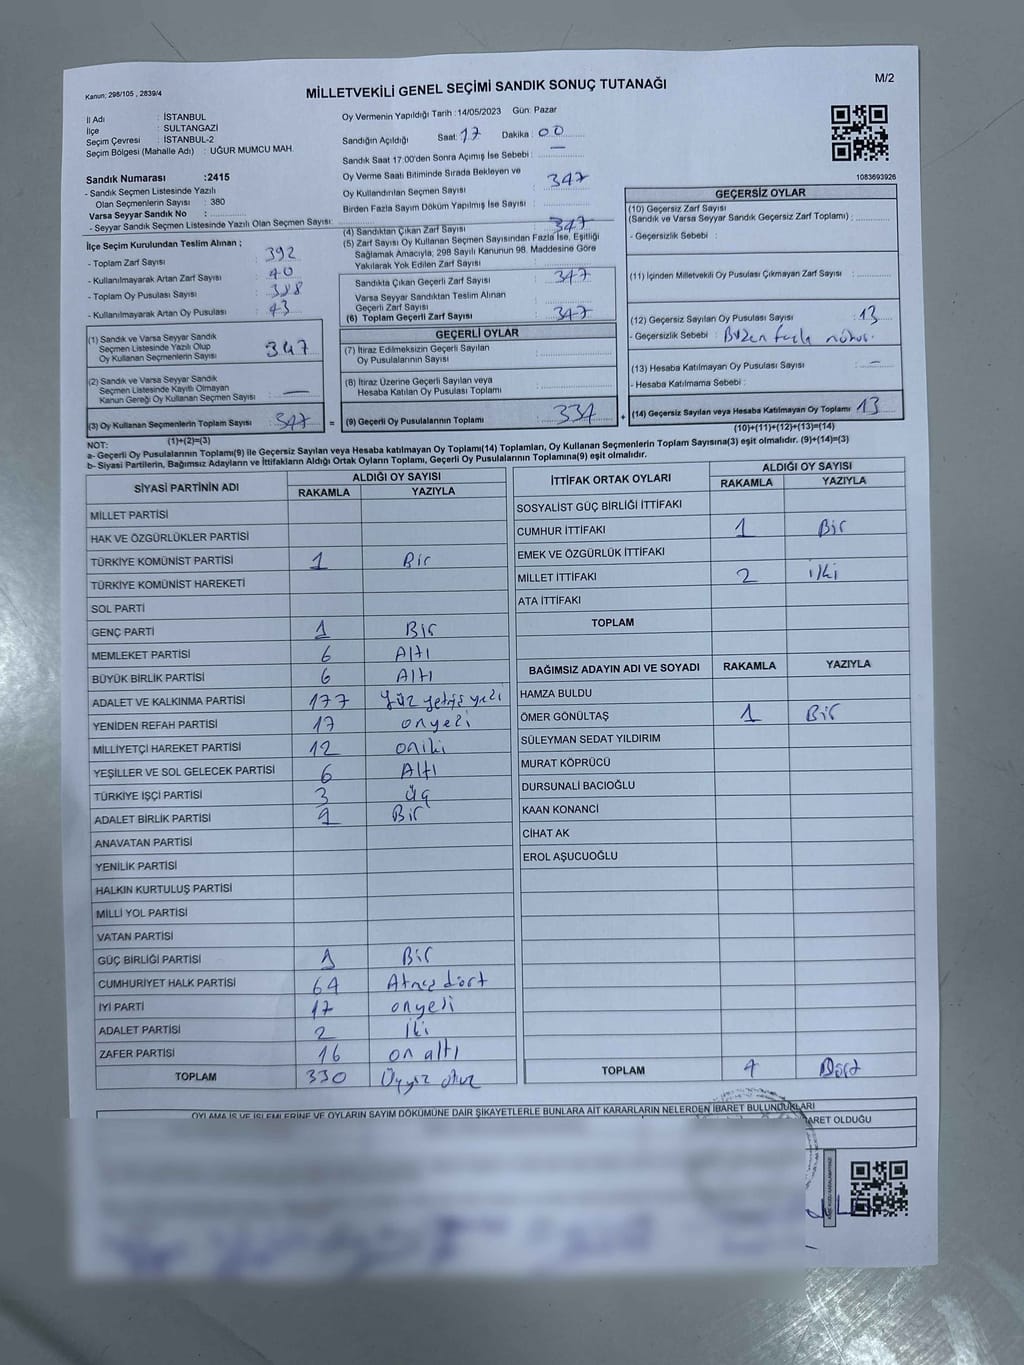 Kanun, 298/105 , 2839/4
MİLLETVEKİLİ GENEL SEÇİMİ SANDIK SONUÇ TUTANAĞI
M/2
İl Adı : İSTANBUL
İlçe : SULTANGAZİ
Seçim Çevresi : İSTANBUL-2
Seçim Bölgesi (Mahalle Adı) : UĞUR MUMCU MAH.
Sandık Numarası :2415
- Sandık Seçmen Listesinde Yazılı
Olan Seçmenlerin Sayısı : 380
Varsa Seyyar Sandık No :
- Seyyar Sandık Seçmen Listesinde Yazılı Olan Seçmen Sayısı:
Oy Vermenin Yapıldığı Tarih :14/05/2023 Gün: Pazar
Sandığın Açıldığı Saat: 17 Dakika : 00
Sandık Saat 17:00'den Sonra Açımış İse Sebebi : —
Oy Verme Saati Bitiminde Sırada Bekleyen ve
Oy Kullandırılan Seçmen Sayısı : 347
Birden Fazla Sayım Döküm Yapılmış İse Sayısı :
1083693926
İlçe Seçim Kurulundan Teslim Alınan ;
- Toplam Zarf Sayısı : 392
- Kullanılmayarak Artan Zarf Sayısı : 40
- Toplam Oy Pusulası Sayısı : 388
- Kullanılmayarak Artan Oy Pusulası : 43
(1) Sandık ve Varsa Seyyar Sandık
Seçmen Listesinde Yazılı Olup
Oy Kullanan Seçmenlerin Sayısı : 347
(2) Sandık ve Varsa Seyyar Sandık
Seçmen Listesinde Kayıtlı Olmayan
Kanun Gereği Oy Kullanan Seçmen Sayısı : —
(3) Oy Kullanan Seçmenlerin Toplam Sayısı : 347
(1)+(2)=(3)
(4) Sandıktan Çıkan Zarf Sayısı : 347
(5) Zarf Sayısı Oy Kullanan Seçmen Sayısından Fazla İse, Eşitliği
Sağlamak Amacıyla; 298 Sayılı Kanunun 98. Maddesine Göre
Yakılarak Yok Edilen Zarf Sayısı :
Sandıkta Çıkan Geçerli Zarf Sayısı : 347
Varsa Seyyar Sandıktan Teslim Alınan
Geçerli Zarf Sayısı :
(6) Toplam Geçerli Zarf Sayısı : 347
GEÇERLİ OYLAR
(7) İtiraz Edilmeksizin Geçerli Sayılan
Oy Pusulalarının Sayısı :
(8) İtiraz Üzerine Geçerli Sayılan veya
Hesaba Katılan Oy Pusulası Toplamı :
= (9) Geçerli Oy Pusulalarının Toplamı : 334 +
GEÇERSİZ OYLAR
(10) Geçersiz Zarf Sayısı
(Sandık ve Varsa Seyyar Sandık Geçersiz Zarf Toplamı) :
- Geçersizlik Sebebi :
(11) İçinden Milletvekili Oy Pusulası Çıkmayan Zarf Sayısı :
(12) Geçersiz Sayılan Oy Pusulası Sayısı : 13
- Geçersizlik Sebebi : fazla
(13) Hesaba Katılmayan Oy Pusulası Sayısı : —
- Hesaba Katılmama Sebebi :
(14) Geçersiz Sayılan veya Hesaba Katılmayan Oy Toplamı 13
(10)+(11)+(12)+(13)=(14)
NOT:
a- Geçerli Oy Pusulalarının Toplamı(9) ile Geçersiz Sayılan veya Hesaba katılmayan Oy Toplamı(14) Toplamları, Oy Kullanan Seçmenlerin Toplam Sayısına(3) eşit olmalıdır. (9)+(14)=(3)
b- Siyasi Partilerin, Bağımsız Adayların ve İttifakların Aldığı Ortak Oyların Toplamı, Geçerli Oy Pusulalarının Toplamına(9) eşit olmalıdır.
SİYASİ PARTİNİN ADI ALDIĞI OY SAYISI
RAKAMLA YAZIYLA
MİLLET PARTİSİ
HAK VE ÖZGÜRLÜKLER PARTİSİ
TÜRKİYE KOMÜNİST PARTİSİ 1 Bir
TÜRKİYE KOMÜNİST HAREKETİ
SOL PARTİ
GENÇ PARTİ 1 Bir
MEMLEKET PARTİSİ 6 Altı
BÜYÜK BİRLİK PARTİSİ 6 Altı
ADALET VE KALKINMA PARTİSİ 177 Yüz yetmiş yedi
YENİDEN REFAH PARTİSİ 17 onyedi
MİLLİYETÇİ HAREKET PARTİSİ 12 oniki
YEŞİLLER VE SOL GELECEK PARTİSİ 6 Altı
TÜRKİYE İŞÇİ PARTİSİ 3 Üç
ADALET BİRLİK PARTİSİ 1 Bir
ANAVATAN PARTİSİ
YENİLİK PARTİSİ
HALKIN KURTULUŞ PARTİSİ
MİLLİ YOL PARTİSİ
VATAN PARTİSİ
GÜÇ BİRLİĞİ PARTİSİ 1 Bir
CUMHURİYET HALK PARTİSİ 64 Atmış dört
İYİ PARTİ 17 onyedi
ADALET PARTİSİ 2 İki
ZAFER PARTİSİ 16 on altı
TOPLAM 330 Üçyüz otuz
İTTİFAK ORTAK OYLARI ALDIĞI OY SAYISI
RAKAMLA YAZIYLA
SOSYALİST GÜÇ BİRLİĞİ İTTİFAKI
CUMHUR İTTİFAKI 1 Bir
EMEK VE ÖZGÜRLÜK İTTİFAKI
MİLLET İTTİFAKI 2 iki
ATA İTTİFAKI
TOPLAM
BAĞIMSIZ ADAYIN ADI VE SOYADI RAKAMLA YAZIYLA
HAMZA BULDU
ÖMER GÖNÜLTAŞ 1 Bir
SÜLEYMAN SEDAT YILDIRIM
MURAT KÖPRÜCÜ
DURSUNALİ BACIOĞLU
KAAN KONANCİ
CİHAT AK
EROL AŞUCUOĞLU
TOPLAM 4 Dört
OYLAMA İŞ VE İŞLEMLERİNE VE OYLARIN SAYIM DÖKÜMÜNE DAİR ŞİKAYETLERLE BUNLARA AİT KARARLARIN NELERDEN İBARET BULUNDUKLARI
BARET OLDUĞU